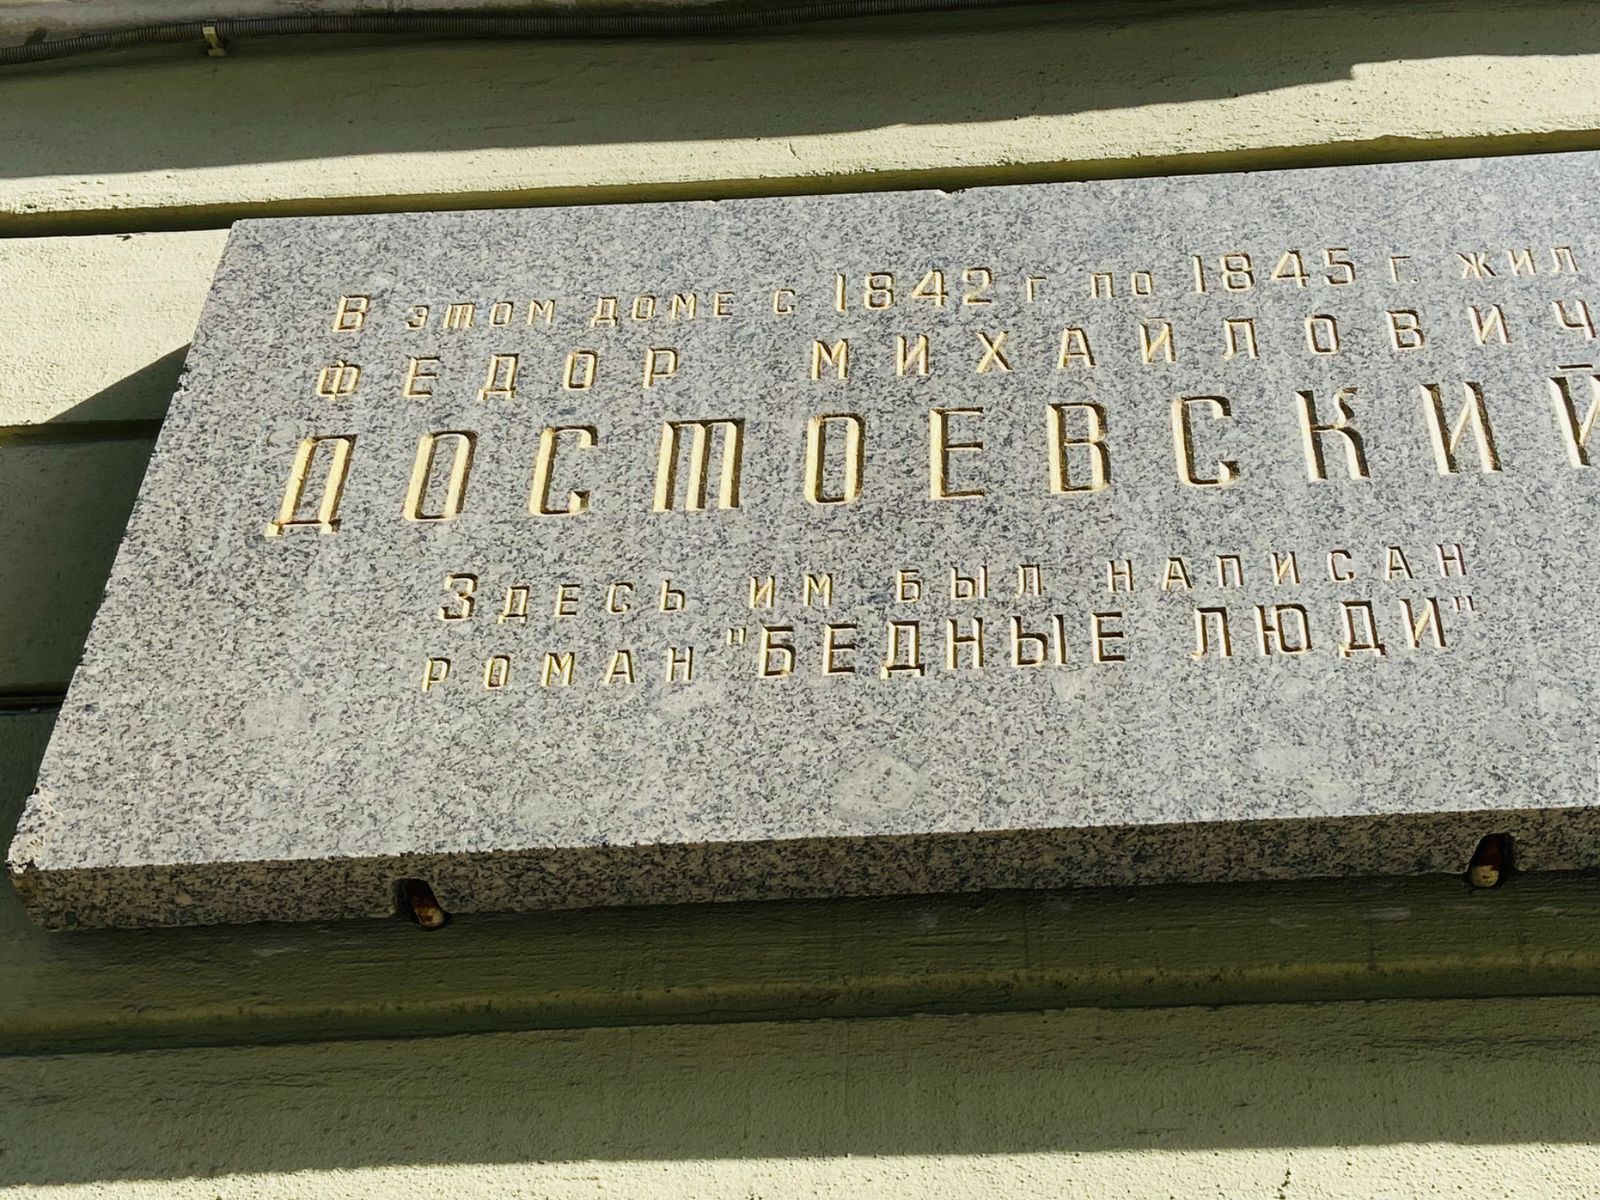 В этом доме с 1842 г. по 1845 г. жил
ФЕДОР МИХАЙЛОВИЧ
ДОСТОЕВСКИЙ
Здесь им был написан
роман "БЕДНЫЕ ЛЮДИ"